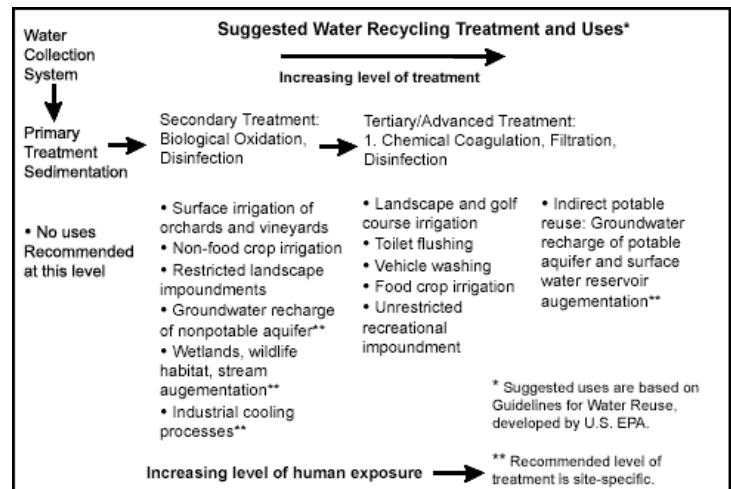 Suggested Water Recycling Treatment and Uses*
Increasing level of treatment
Water
Collection
System
Primary
Treatment
Sedimentation
• No uses
Recommended
at this level
Secondary Treatment:
Biological Oxidation,
Disinfection
• Surface irrigation of
orchards and vineyards
• Non-food crop irrigation
• Restricted landscape
impoundments
• Groundwater recharge
of nonpotable aquifer**
• Wetlands, wildlife
habitat, stream
augementation**
• Industrial cooling
processes**
Tertiary/Advanced Treatment:
1. Chemical Coagulation, Filtration,
Disinfection
• Landscape and golf
course irrigation
• Toilet flushing
• Vehicle washing
• Food crop irrigation
• Unrestricted
recreational
impoundment
• Indirect potable
reuse: Groundwater
recharge of potable
aquifer and surface
water reservoir
augementation**
* Suggested uses are based on
Guidelines for Water Reuse,
developed by U.S. EPA.
Increasing level of human exposure
** Recommended level of
treatment is site-specific.